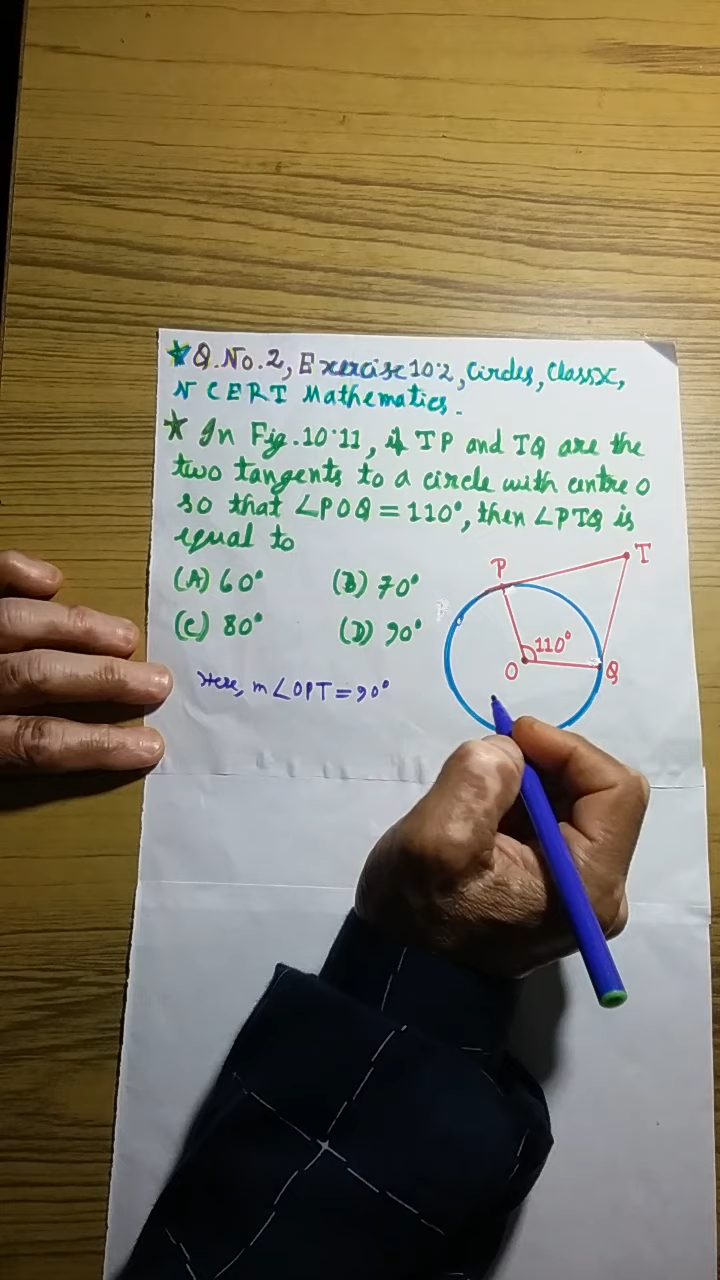 ★ Q.No.2, Exercise 10.2, Circles, Class X,
NCERT Mathematics.
★ In Fig. 10.11, if TP and TQ are the
two tangents to a circle with centre O
so that ∠POQ = 110°, then ∠PTQ is
equal to
(A) 60° (B) 70°
(C) 80° (D) 90°
Here, m∠OPT = 90°
T
P
110°
O
Q